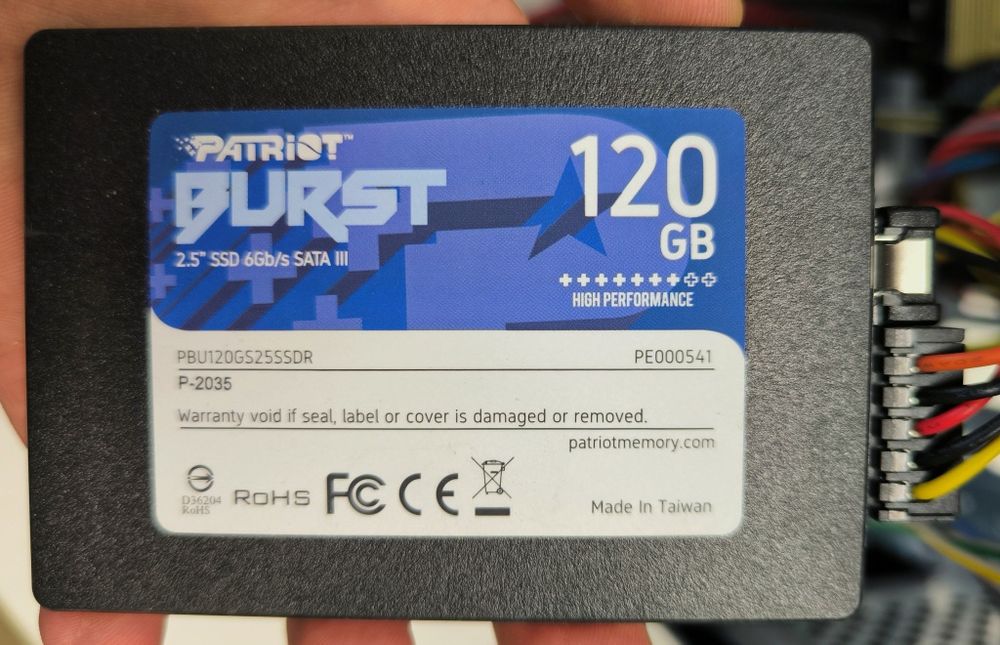 PATRIOT™
BURST
2.5" SSD 6Gb/s SATA III
120
GB
HIGH PERFORMANCE
PBU120GS25SSDR PE000541
P-2035
Warranty void if seal, label or cover is damaged or removed.
patriotmemory.com
D36204
RoHS
RoHS
FC CE
Made In Taiwan